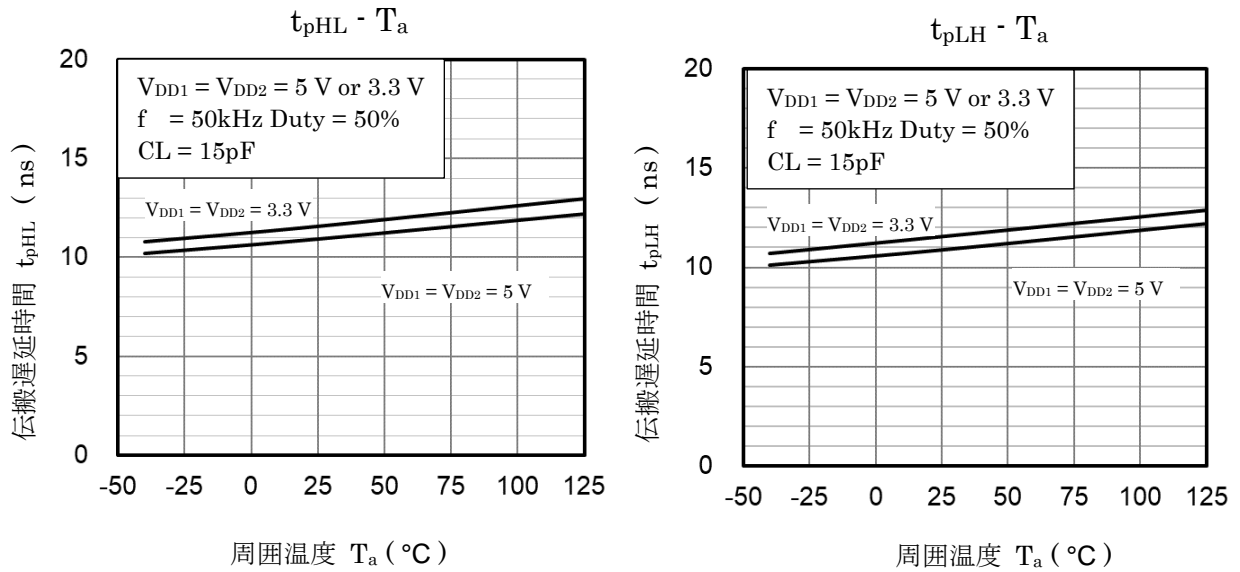 tpHL - Ta
20
15
10
5
0
VDD1 = VDD2 = 5 V or 3.3 V
f = 50kHz Duty = 50%
CL = 15pF
VDD1 = VDD2 = 3.3 V
VDD1 = VDD2 = 5 V
伝搬遅延時間 tpHL ( ns )
-50 -25 0 25 50 75 100 125
周囲温度 Ta ( °C )
tpLH - Ta
20
15
10
5
0
VDD1 = VDD2 = 5 V or 3.3 V
f = 50kHz Duty = 50%
CL = 15pF
VDD1 = VDD2 = 3.3 V
VDD1 = VDD2 = 5 V
伝搬遅延時間 tpLH ( ns )
-50 -25 0 25 50 75 100 125
周囲温度 Ta ( °C )